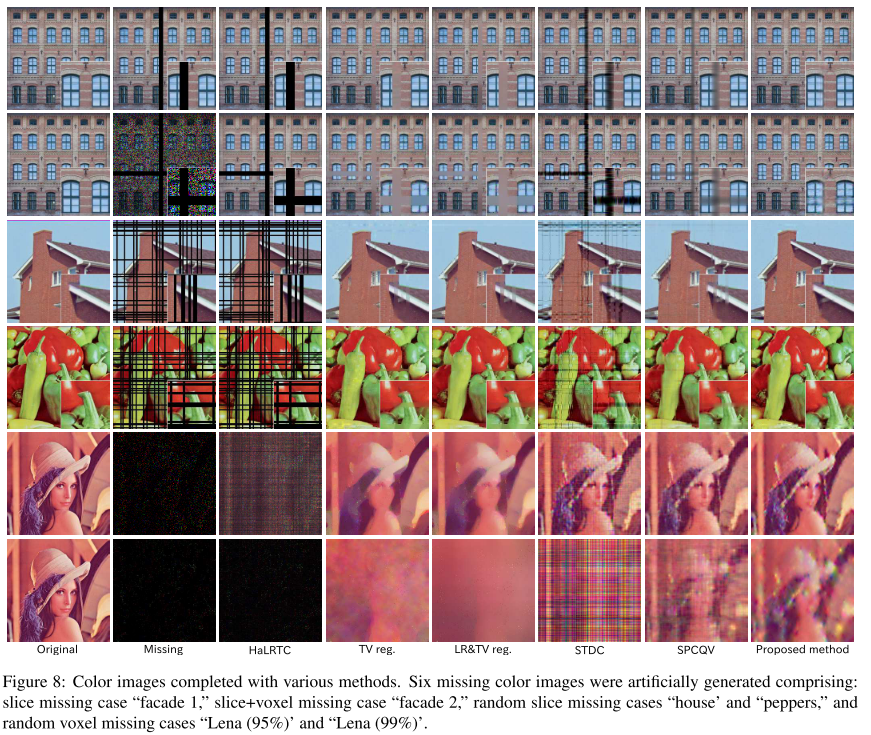 Original Missing HaLRTC TV reg. LR&TV reg. STDC SPCQV Proposed method
Figure 8: Color images completed with various methods. Six missing color images were artificially generated comprising:
slice missing case “facade 1,” slice+voxel missing case “facade 2,” random slice missing cases “house’ and “peppers,” and
random voxel missing cases “Lena (95%)’ and “Lena (99%)’.